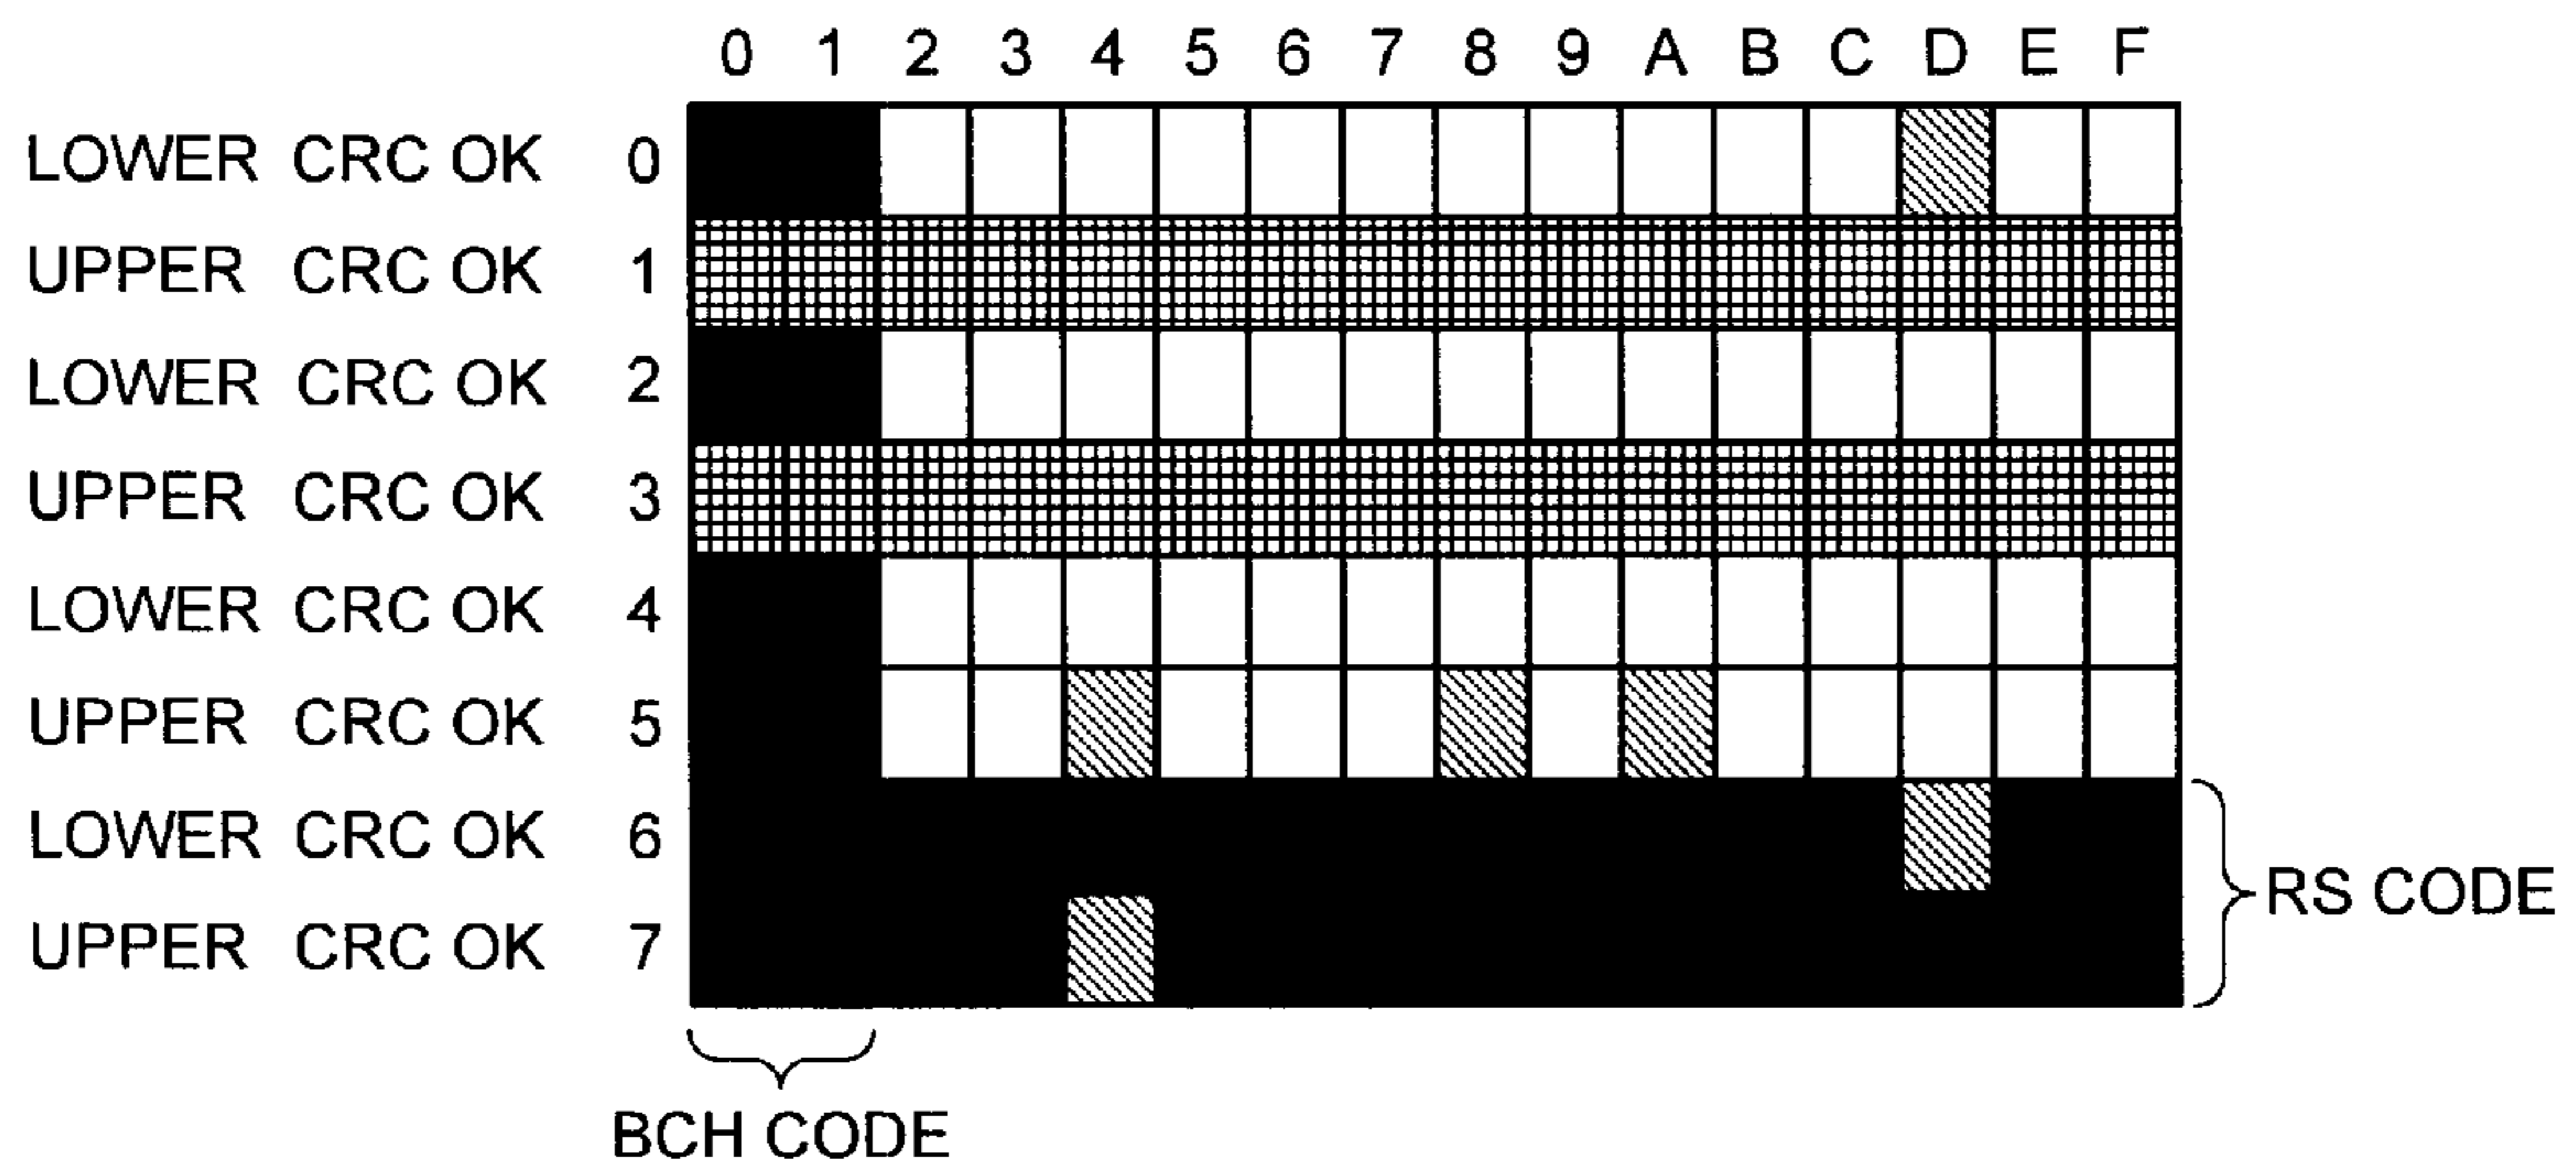 0 1 2 3 4 5 6 7 8 9 A B C D E F
LOWER CRC OK 0
UPPER CRC OK 1
LOWER CRC OK 2
UPPER CRC OK 3
LOWER CRC OK 4
UPPER CRC OK 5
LOWER CRC OK 6
UPPER CRC OK 7
RS CODE
BCH CODE